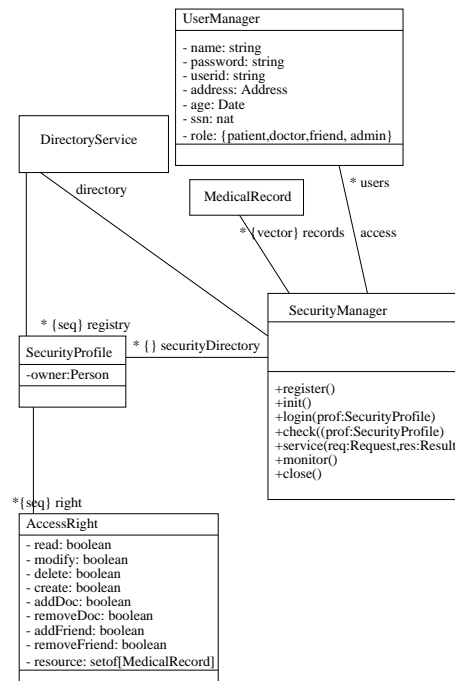 UserManager
- name: string
- password: string
- userid: string
- address: Address
- age: Date
- ssn: nat
- role: {patient,doctor,friend, admin}
DirectoryService
directory
* users
MedicalRecord
* {vector} records
access
SecurityManager
* {seq} registry
* {} securityDirectory
SecurityProfile
-owner:Person
+register()
+init()
+login(prof:SecurityProfile)
+check((prof:SecurityProfile)
+service(req:Request,res:Result
+monitor()
+close()
*{seq} right
AccessRight
- read: boolean
- modify: boolean
- delete: boolean
- create: boolean
- addDoc: boolean
- removeDoc: boolean
- addFriend: boolean
- removeFriend: boolean
- resource: setof[MedicalRecord]